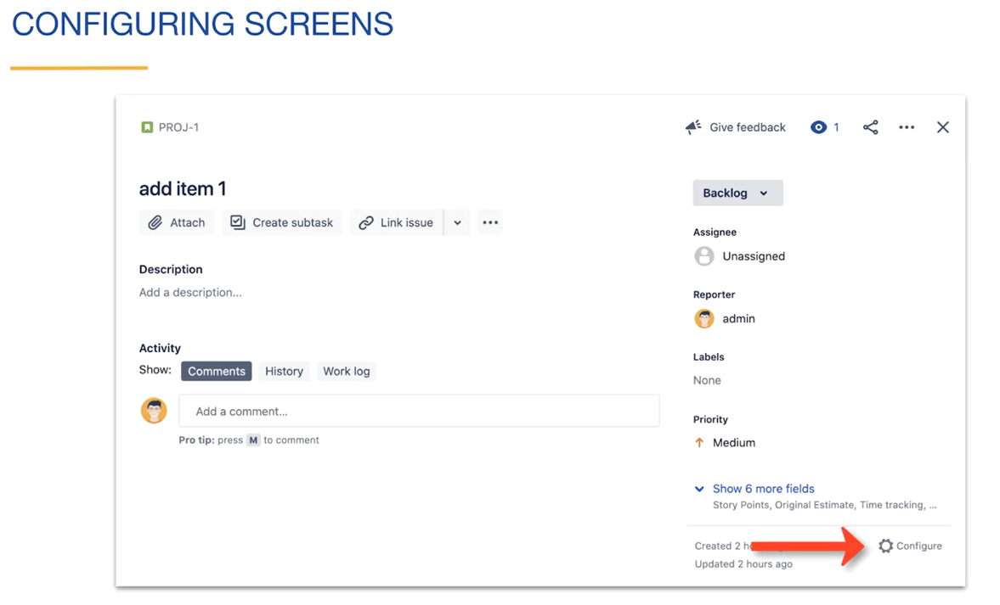 CONFIGURING SCREENS
PROJ-1
Give feedback
1
add item 1
Attach
Create subtask
Link issue
Description
Add a description...
Activity
Show:
Comments
History
Work log
Add a comment...
Pro tip: press M to comment
Backlog
Assignee
Unassigned
Reporter
admin
Labels
None
Priority
Medium
Show 6 more fields
Story Points, Original Estimate, Time tracking, ...
Created 2
Configure
Updated 2 hours ago